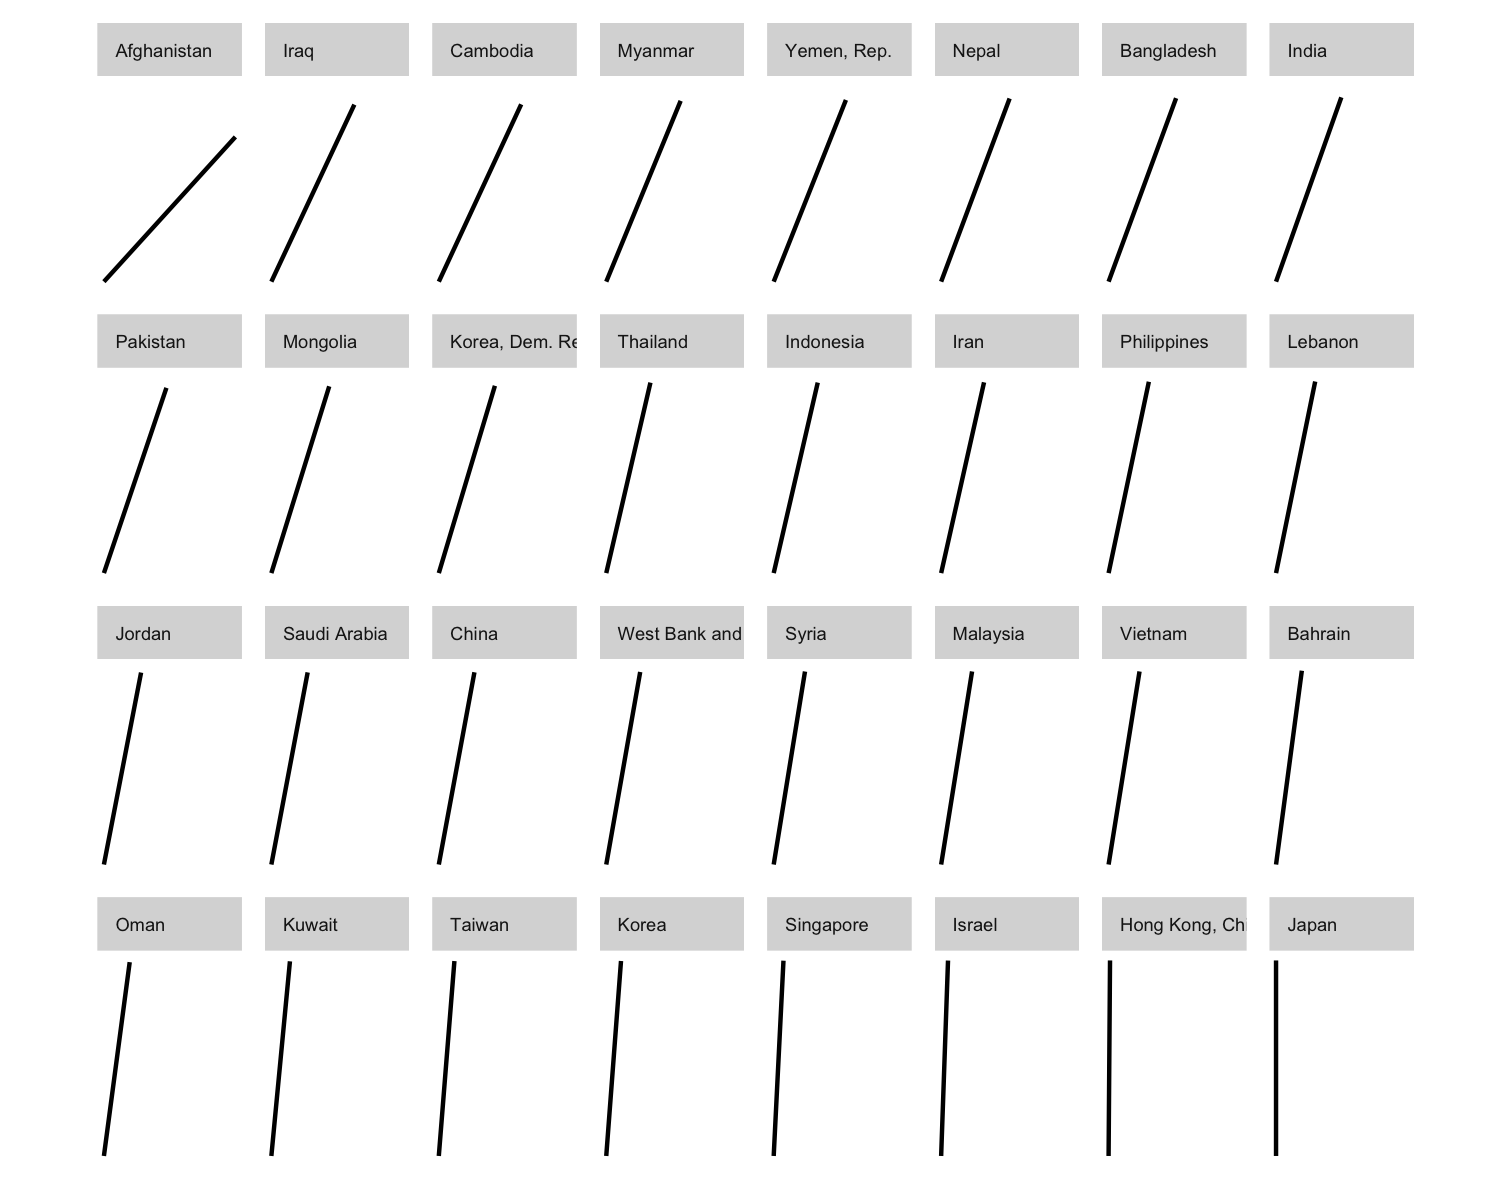 Afghanistan
Iraq
Cambodia
Myanmar
Yemen, Rep.
Nepal
Bangladesh
India
Pakistan
Mongolia
Korea, Dem. Re
Thailand
Indonesia
Iran
Philippines
Lebanon
Jordan
Saudi Arabia
China
West Bank and
Syria
Malaysia
Vietnam
Bahrain
Oman
Kuwait
Taiwan
Korea
Singapore
Israel
Hong Kong, Chi
Japan